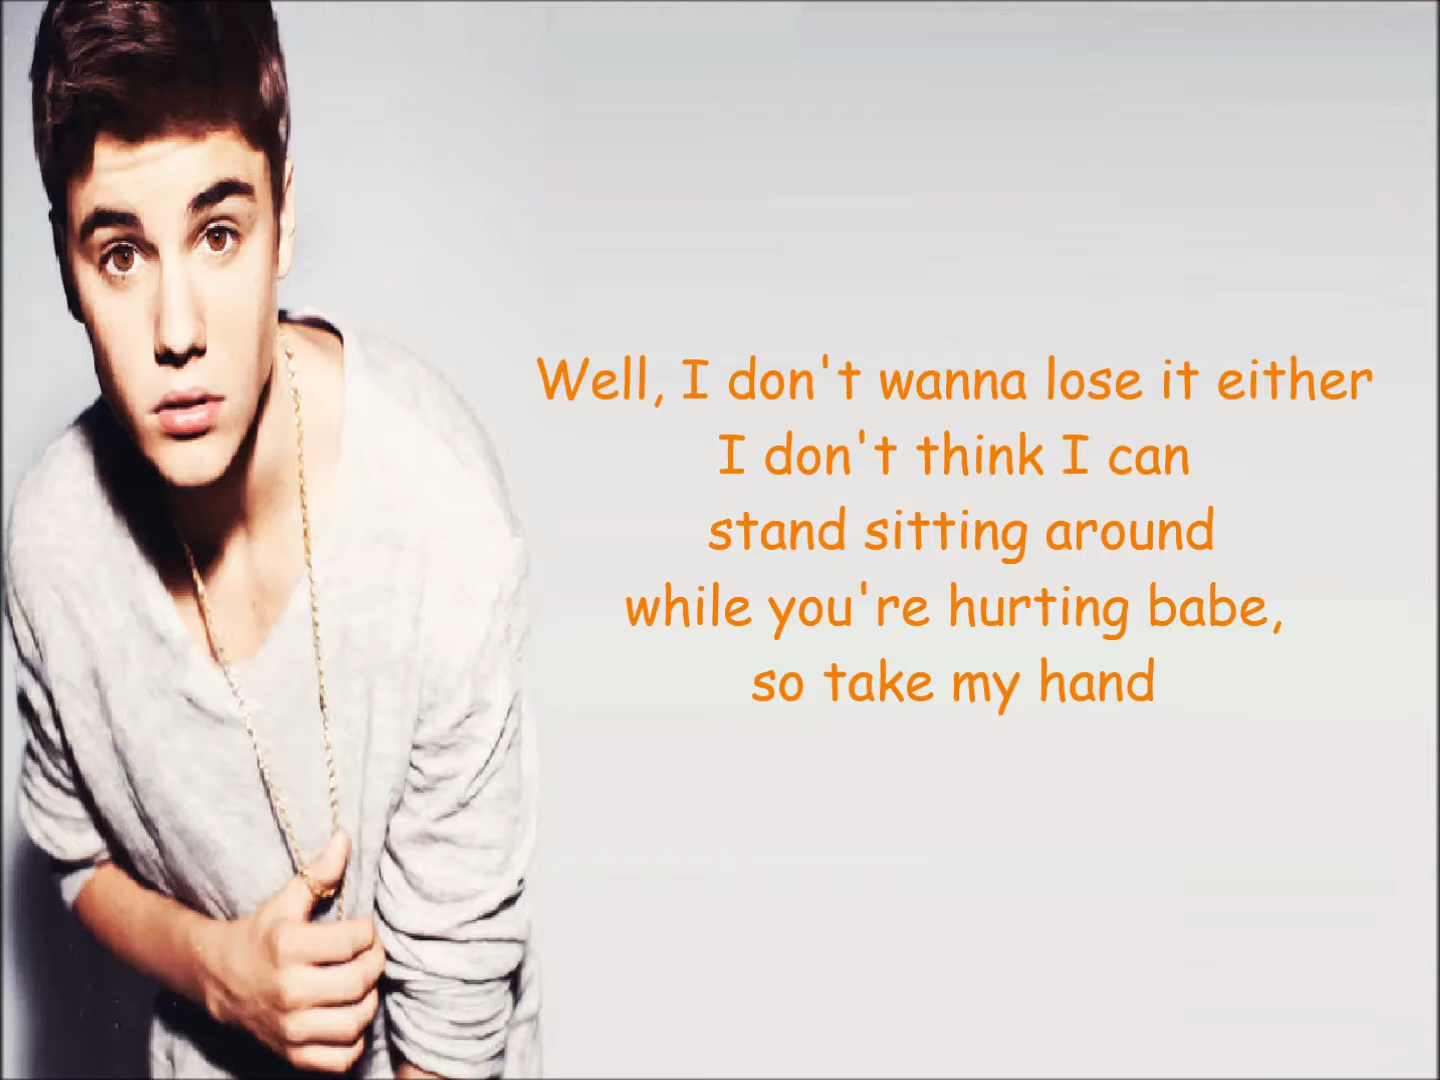 Well, I don't wanna lose it either
I don't think I can
stand sitting around
while you're hurting babe,
so take my hand